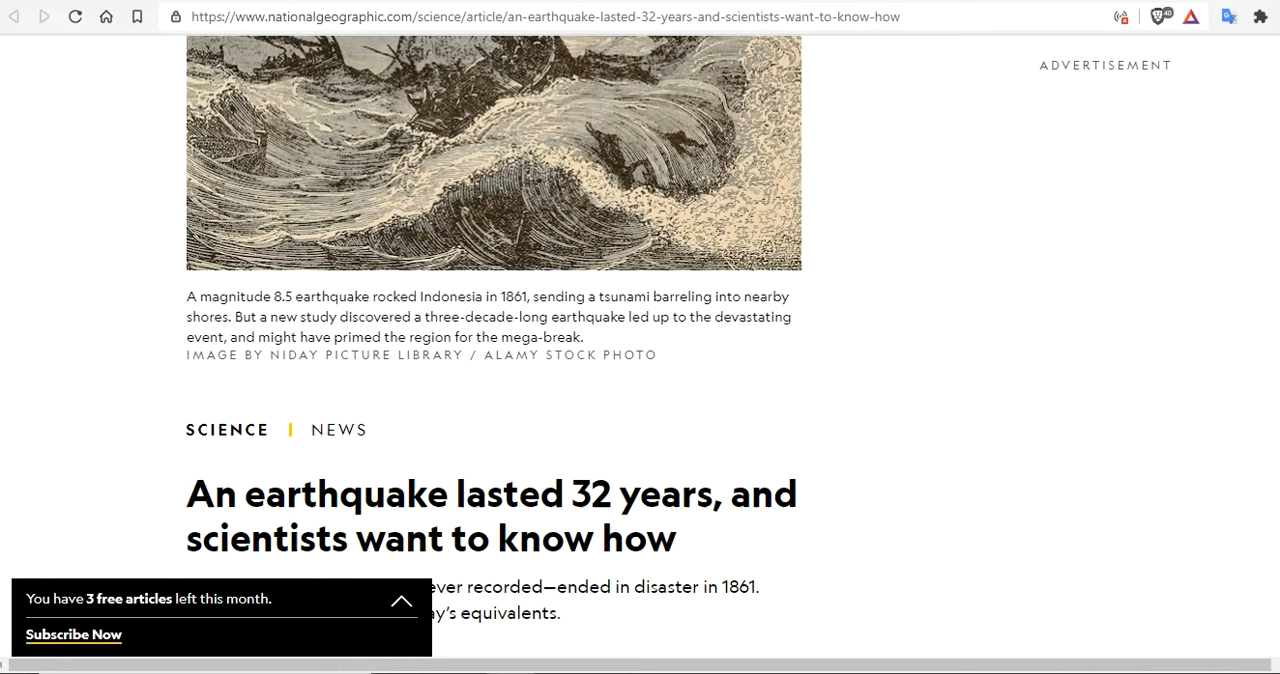 https://www.nationalgeographic.com/science/article/an-earthquake-lasted-32-years-and-scientists-want-to-know-how
40
ADVERTISEMENT
A magnitude 8.5 earthquake rocked Indonesia in 1861, sending a tsunami barreling into nearby
shores. But a new study discovered a three-decade-long earthquake led up to the devastating
event, and might have primed the region for the mega-break.
IMAGE BY NIDAY PICTURE LIBRARY / ALAMY STOCK PHOTO
SCIENCE | NEWS
An earthquake lasted 32 years, and
scientists want to know how
ever recorded—ended in disaster in 1861.
equivalents.
You have 3 free articles left this month.
Subscribe Now